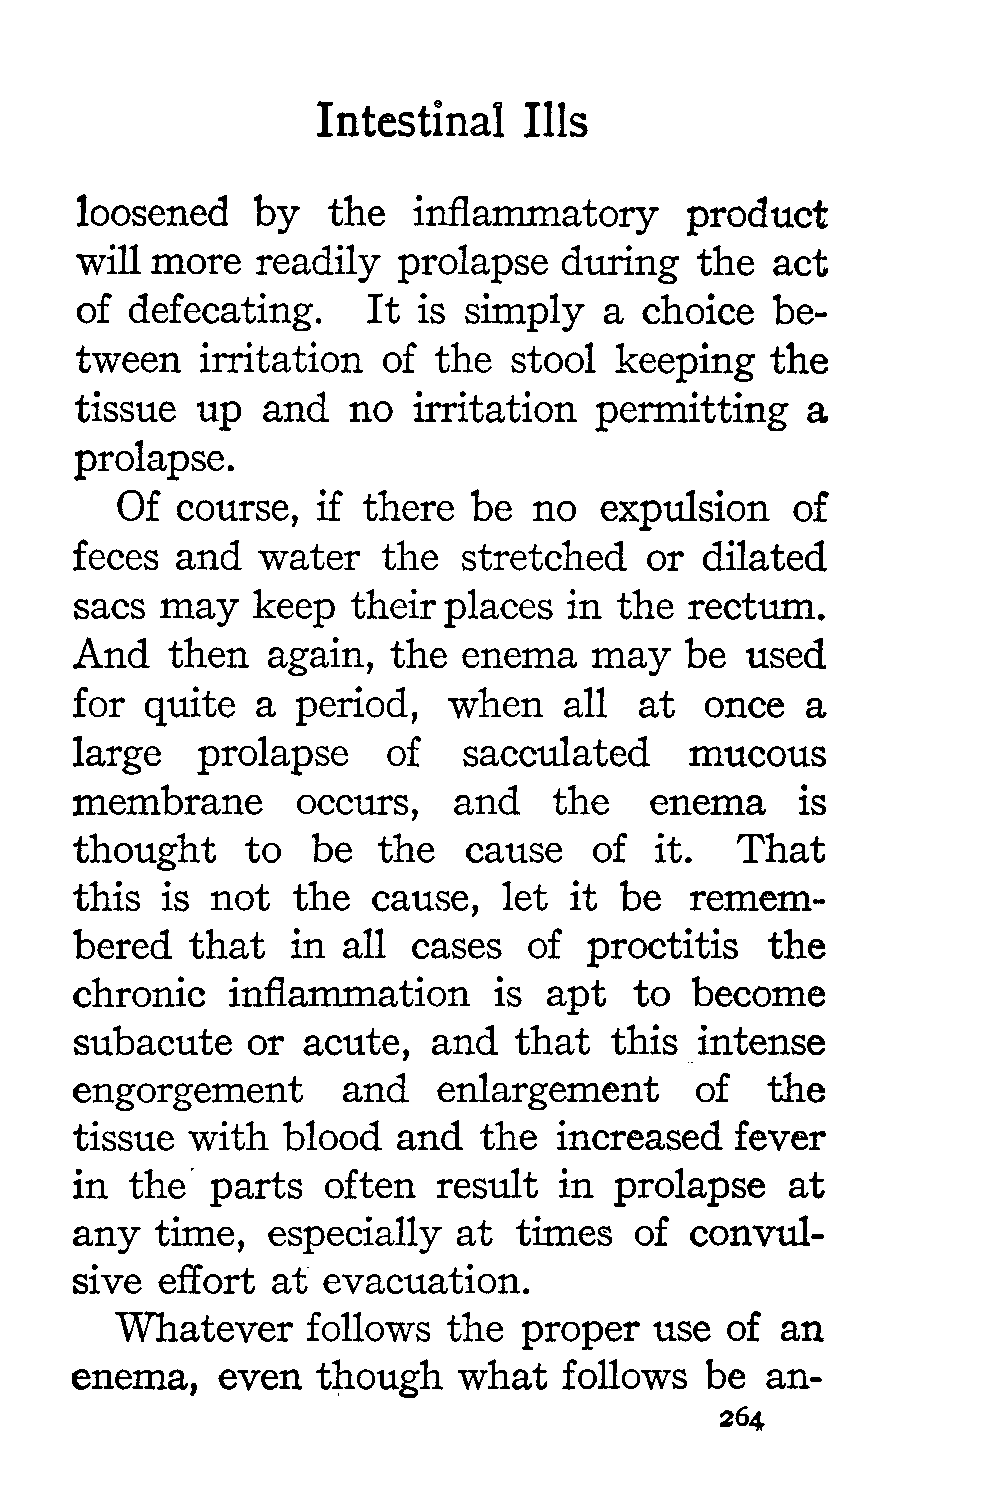 Intestinal Ills
loosened by the inflammatory product
will more readily prolapse during the act
of defecating. It is simply a choice be-
tween irritation of the stool keeping the
tissue up and no irritation permitting a
prolapse.
Of course, if there be no expulsion of
feces and water the stretched or dilated
sacs may keep their places in the rectum.
And then again, the enema may be used
for quite a period, when all at once a
large prolapse of sacculated mucous
membrane occurs, and the enema is
thought to be the cause of it. That
this is not the cause, let it be remem-
bered that in all cases of proctitis the
chronic inflammation is apt to become
subacute or acute, and that this intense
engorgement and enlargement of the
tissue with blood and the increased fever
in the parts often result in prolapse at
any time, especially at times of convul-
sive effort at evacuation.
Whatever follows the proper use of an
enema, even though what follows be an-
264